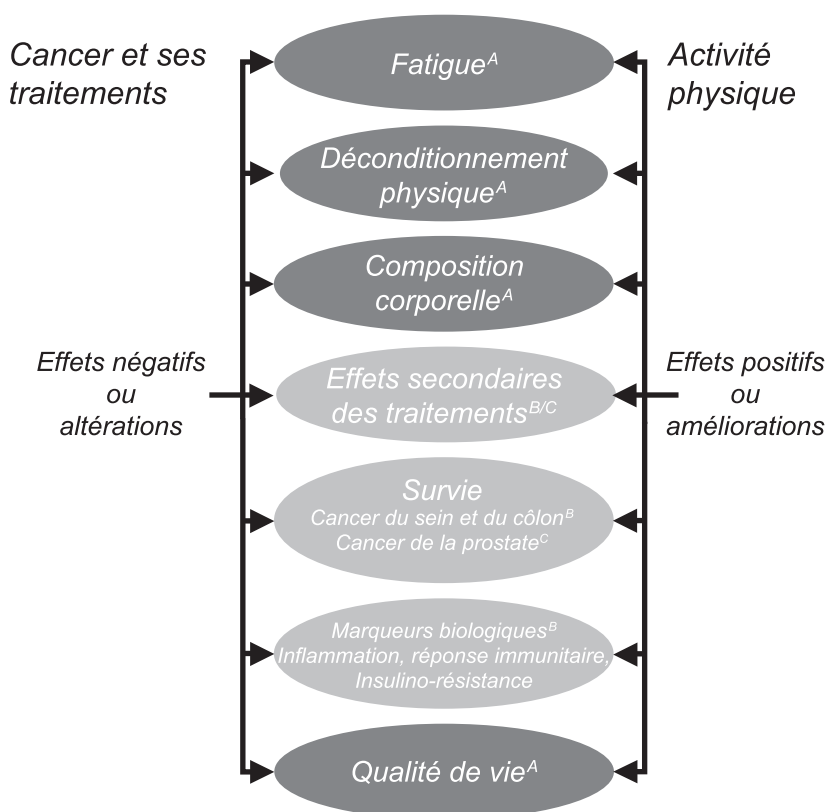 Cancer et ses
traitements
Activité
physique
Fatigue^A
Déconditionnement
physique^A
Composition
corporelle^A
Effets négatifs
ou
altérations
Effets secondaires
des traitements^B/C
Effets positifs
ou
améliorations
Survie
Cancer du sein et du côlon^B
Cancer de la prostate^C
Marqueurs biologiques^B
Inflammation, réponse immunitaire,
Insulino-résistance
Qualité de vie^A